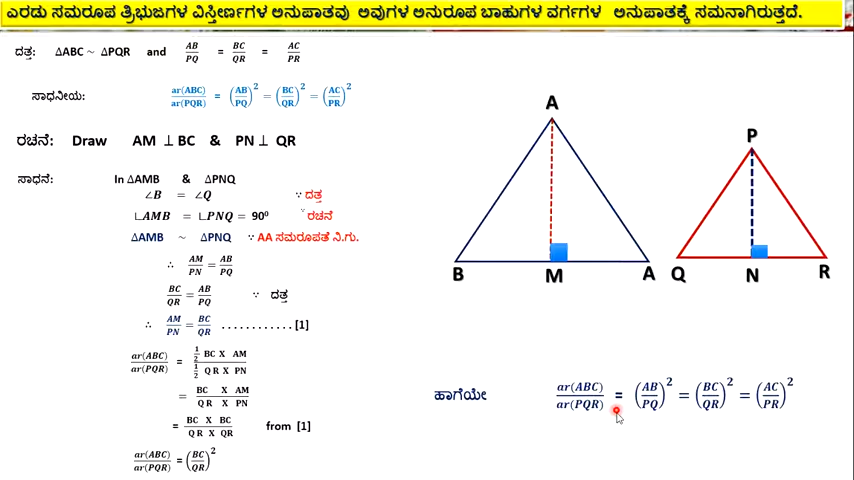 ಎರಡು ಸಮರೂಪ ತ್ರಿಭುಜಗಳ ವಿಸ್ತೀರ್ಣಗಳ ಅನುಪಾತವು ಅವುಗಳ ಅನುರೂಪ ಬಾಹುಗಳ ವರ್ಗಗಳ ಅನುಪಾತಕ್ಕೆ ಸಮನಾಗಿರುತ್ತದೆ.
ದತ್ತ: ΔABC ~ ΔPQR and AB/PQ = BC/QR = AC/PR
ಸಾಧನೀಯ: ar(ABC)/ar(PQR) = (AB/PQ)² = (BC/QR)² = (AC/PR)²
ರಚನೆ: Draw AM ⊥ BC & PN ⊥ QR
ಸಾಧನೆ: In ΔAMB & ΔPNQ
∠B = ∠Q ∵ ದತ್ತ
∟AMB = ∟PNQ = 90⁰ ∵ ರಚನೆ
ΔAMB ~ ΔPNQ ∵ AA ಸಮರೂಪತೆ ನಿ.ಗು.
∴ AM/PN = AB/PQ
BC/QR = AB/PQ ∵ ದತ್ತ
∴ AM/PN = BC/QR . . . . . . . . . . . . [1]
ar(ABC)/ar(PQR) = (1/2 BC X AM)/(1/2 Q R X PN)
= (BC X AM)/(Q R X PN)
= (BC X BC)/(Q R X QR) from [1]
ar(ABC)/ar(PQR) = (BC/QR)²
A
B M A
P
Q N R
ಹಾಗೆಯೇ ar(ABC)/ar(PQR) = (AB/PQ)² = (BC/QR)² = (AC/PR)²